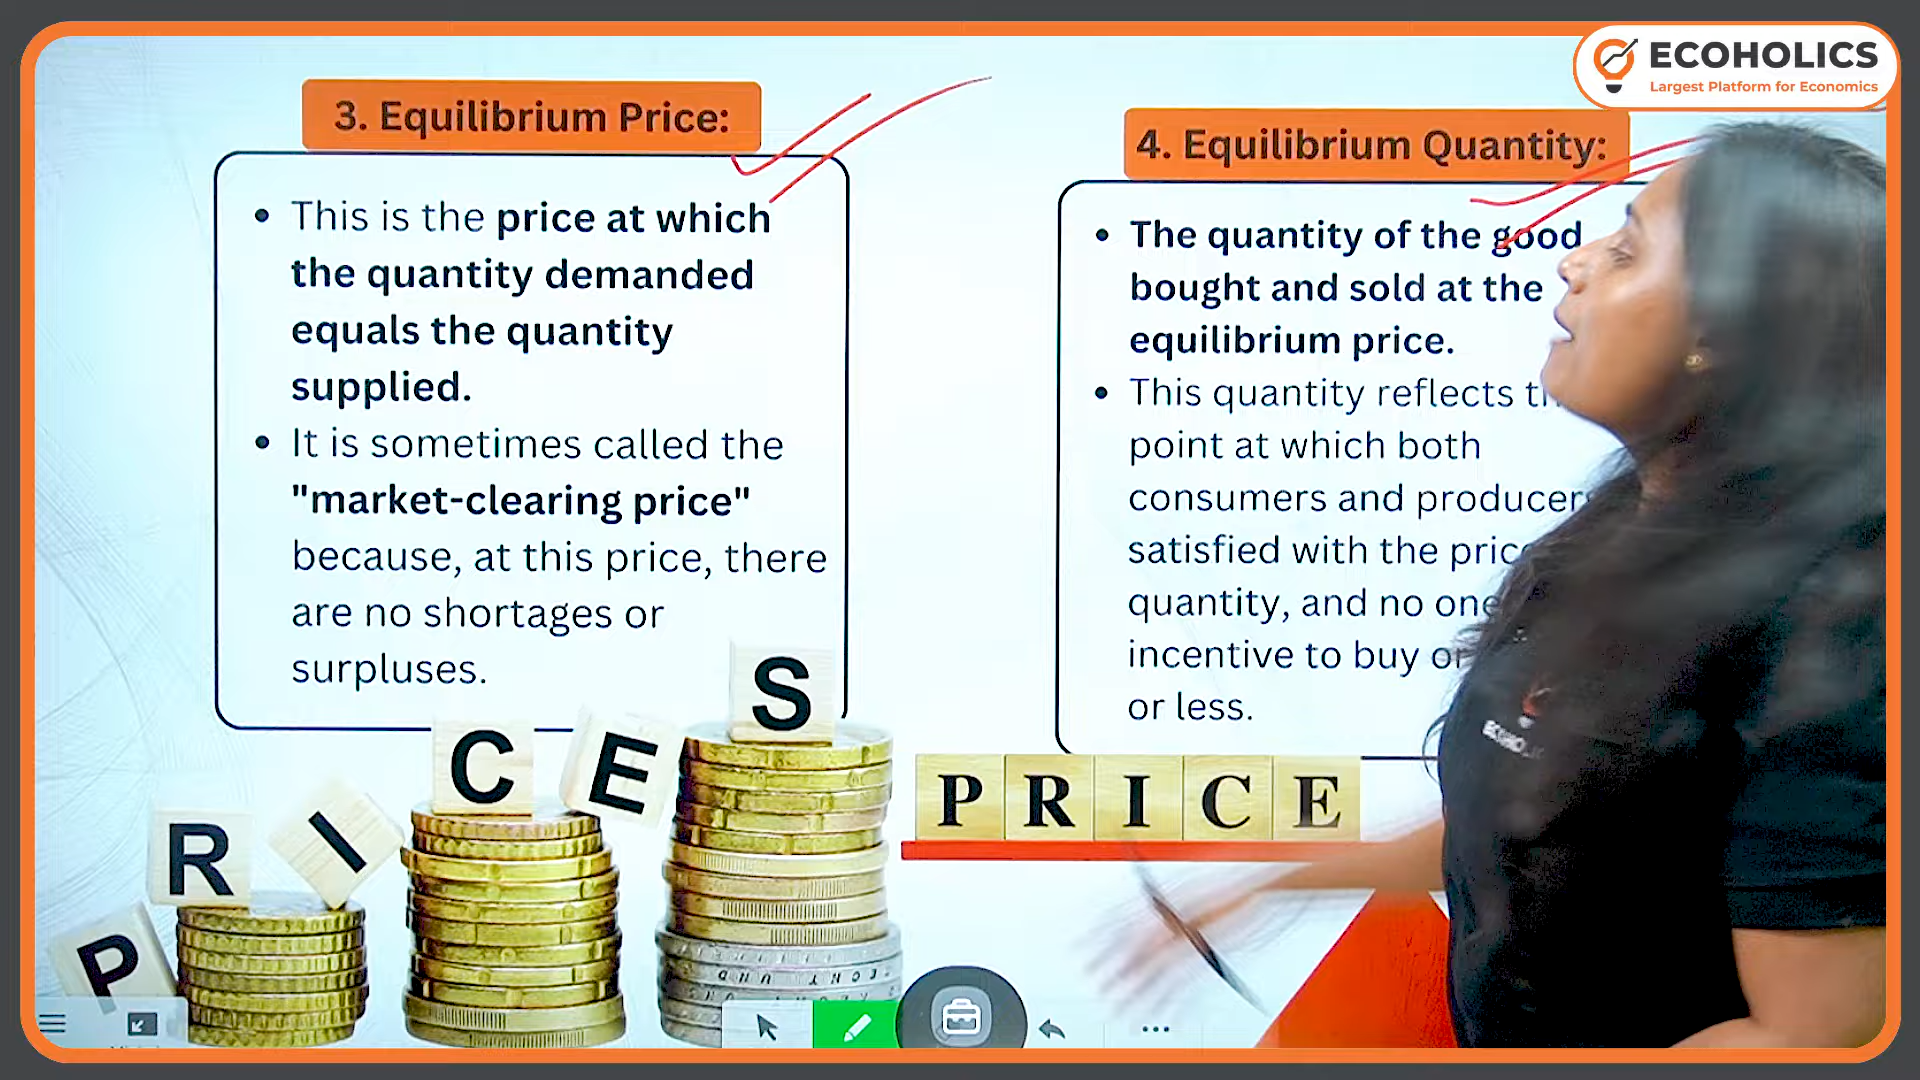 ECOHOLICS
Largest Platform for Economics
3. Equilibrium Price:
• This is the price at which
the quantity demanded
equals the quantity
supplied.
• It is sometimes called the
"market-clearing price"
because, at this price, there
are no shortages or
surpluses.
4. Equilibrium Quantity:
• The quantity of the good
bought and sold at the
equilibrium price.
• This quantity reflects
point at which both
consumers and
satisfied with the
quantity, and no one
incentive to buy
or less.
PRICES
PRICE